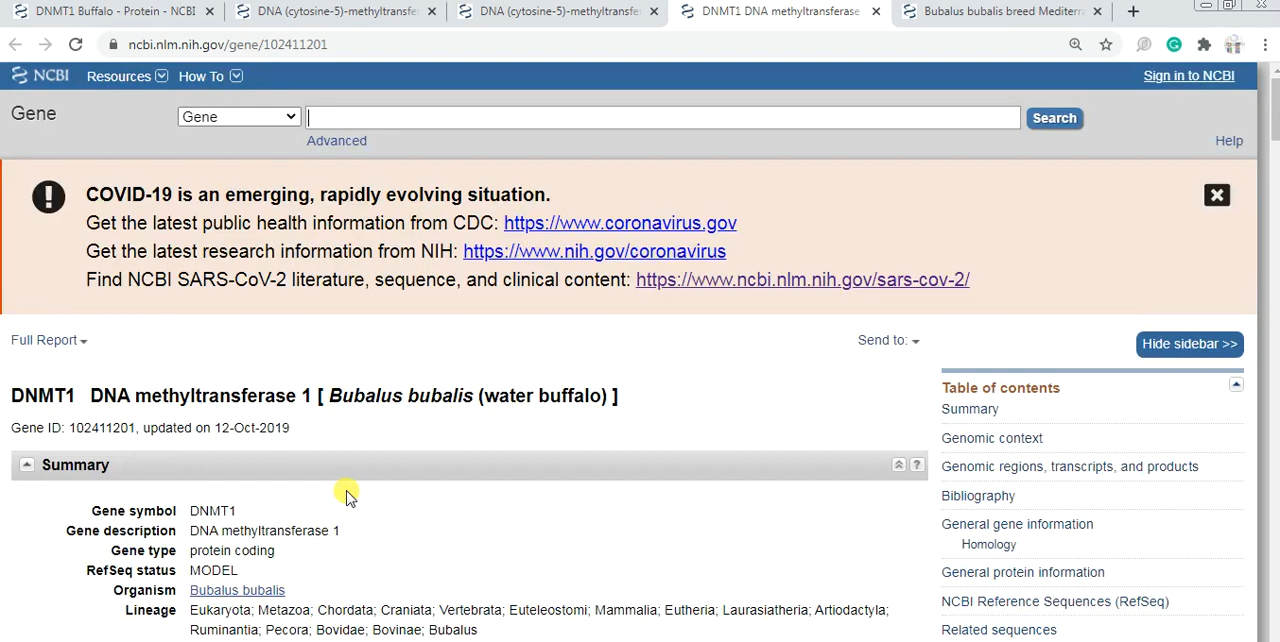 DNMT1 Buffalo - Protein - NCBI
DNA (cytosine-5)-methyltransfe
DNA (cytosine-5)-methyltransfe
DNMT1 DNA methyltransferase
Bubalus bubalis breed Mediterra
ncbi.nlm.nih.gov/gene/102411201
NCBI Resources How To Sign in to NCBI
Gene Gene Search
Advanced Help
COVID-19 is an emerging, rapidly evolving situation.
Get the latest public health information from CDC: https://www.coronavirus.gov
Get the latest research information from NIH: https://www.nih.gov/coronavirus
Find NCBI SARS-CoV-2 literature, sequence, and clinical content: https://www.ncbi.nlm.nih.gov/sars-cov-2/
Full Report Send to: Hide sidebar >>
DNMT1 DNA methyltransferase 1 [ Bubalus bubalis (water buffalo) ]
Gene ID: 102411201, updated on 12-Oct-2019
Summary ?
Gene symbol DNMT1
Gene description DNA methyltransferase 1
Gene type protein coding
RefSeq status MODEL
Organism Bubalus bubalis
Lineage Eukaryota; Metazoa; Chordata; Craniata; Vertebrata; Euteleostomi; Mammalia; Eutheria; Laurasiatheria; Artiodactyla;
Ruminantia; Pecora; Bovidae; Bovinae; Bubalus
Table of contents
Summary
Genomic context
Genomic regions, transcripts, and products
Bibliography
General gene information
Homology
General protein information
NCBI Reference Sequences (RefSeq)
Related sequences